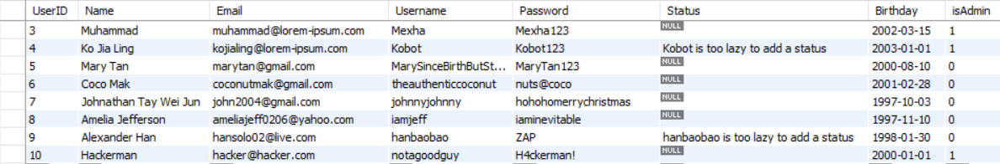 UserID Name Email Username Password Status Birthday isAdmin
3 Muhammad muhammad@lorem-ipsum.com Mexha Mexha123 NULL 2002-03-15 1
4 Ko Jia Ling kojialing@lorem-ipsum.com Kobot Kobot123 Kobot is too lazy to add a status 2003-01-01 1
5 Mary Tan marytan@gmail.com MarySinceBirthButSt... MaryTan123 NULL 2000-08-10 0
6 Coco Mak coconutmak@gmail.com theauthenticcoconut nuts@coco NULL 2001-02-28 0
7 Johnathan Tay Wei Jun john2004@gmail.com johnnyjohnny hohohomerrychristmas NULL 1997-10-03 0
8 Amelia Jefferson ameliajeff0206@yahoo.com iamjeff iaminevitable NULL 1997-11-10 0
9 Alexander Han hansolo02@live.com hanbaobao ZAP hanbaobao is too lazy to add a status 1998-01-30 0
10 Hackerman hacker@hacker.com notagoodguy H4ckerman! NULL 2000-01-01 1